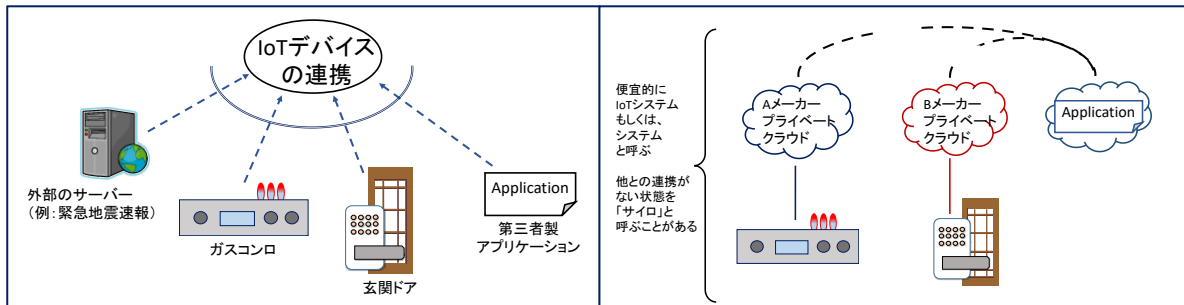 IoTデバイス
の連携
外部のサーバー
（例：緊急地震速報）
ガスコンロ
玄関ドア
Application
第三者製
アプリケーション
便宜的に
IoTシステム
もしくは、
システム
と呼ぶ
他との連携が
ない状態を
「サイロ」と
呼ぶことがある
Aメーカー
プライベート
クラウド
Bメーカー
プライベート
クラウド
Application